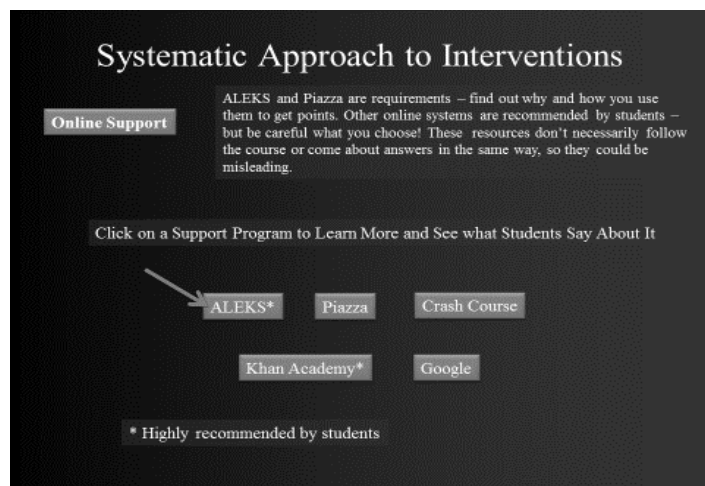 Systematic Approach to Interventions
Online Support
ALEKS and Piazza are requirements – find out why and how you use
them to get points. Other online systems are recommended by students –
but be careful what you choose! These resources don't necessarily follow
the course or come about answers in the same way, so they could be
misleading.
Click on a Support Program to Learn More and See what Students Say About It
ALEKS* Piazza Crash Course
Khan Academy* Google
* Highly recommended by students